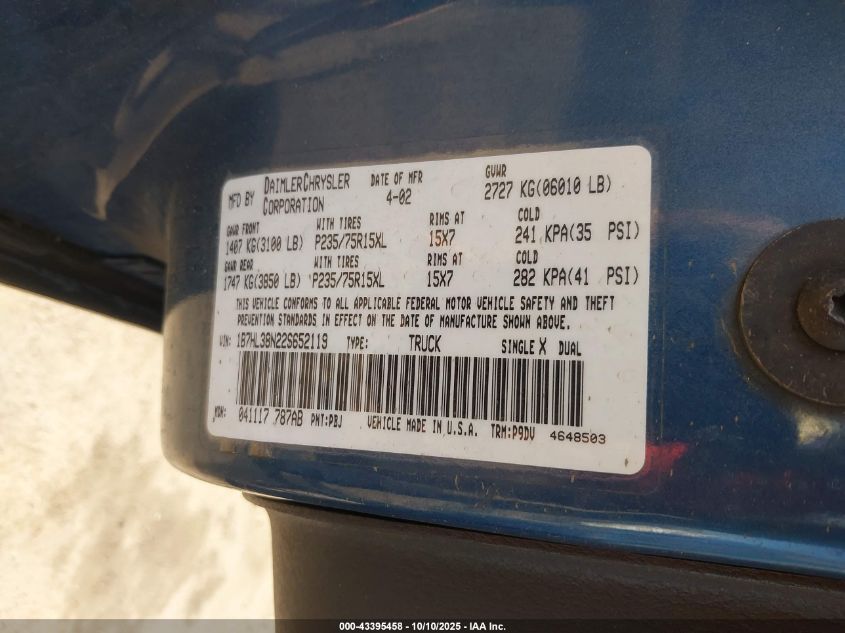 MFD BY DAIMLERCHRYSLER CORPORATION DATE OF MFR 4-02 GVWR 2727 KG(06010 LB)
GAWR FRONT WITH TIRES RIMS AT COLD
1407 KG(3100 LB) P235/75R15XL 15X7 241 KPA(35 PSI)
GAWR REAR WITH TIRES RIMS AT COLD
1747 KG(3850 LB) P235/75R15XL 15X7 282 KPA(41 PSI)
THIS VEHICLE CONFORMS TO ALL APPLICABLE FEDERAL MOTOR VEHICLE SAFETY AND THEFT
PREVENTION STANDARDS IN EFFECT ON THE DATE OF MANUFACTURE SHOWN ABOVE.
VIN: 1B7HL38N22S652119 TYPE: TRUCK SINGLE X DUAL
MDH: 041117 787AB PNT:PBJ VEHICLE MADE IN U.S.A. TRM:P9DV 4648503
000-43395458 - 10/10/2025 - IAA Inc.